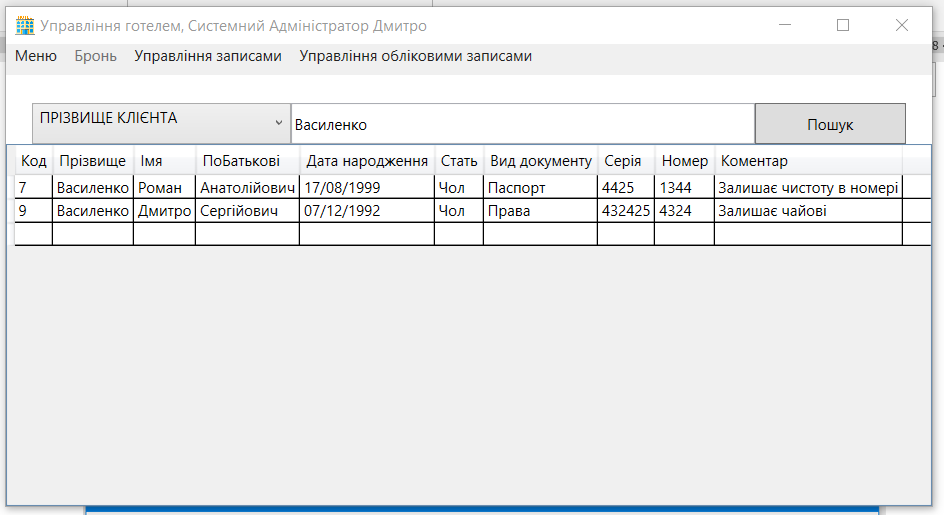 Управління готелем, Системний Адміністратор Дмитро
Меню Бронь Управління записами Управління обліковими записами
ПРІЗВИЩЕ КЛІЄНТА Василенко Пошук
Код Прізвище Імя ПоБатькові Дата народження Стать Вид документу Серія Номер Коментар
7 Василенко Роман Анатолійович 17/08/1999 Чол Паспорт 4425 1344 Залишає чистоту в номері
9 Василенко Дмитро Сергійович 07/12/1992 Чол Права 432425 4324 Залишає чайові